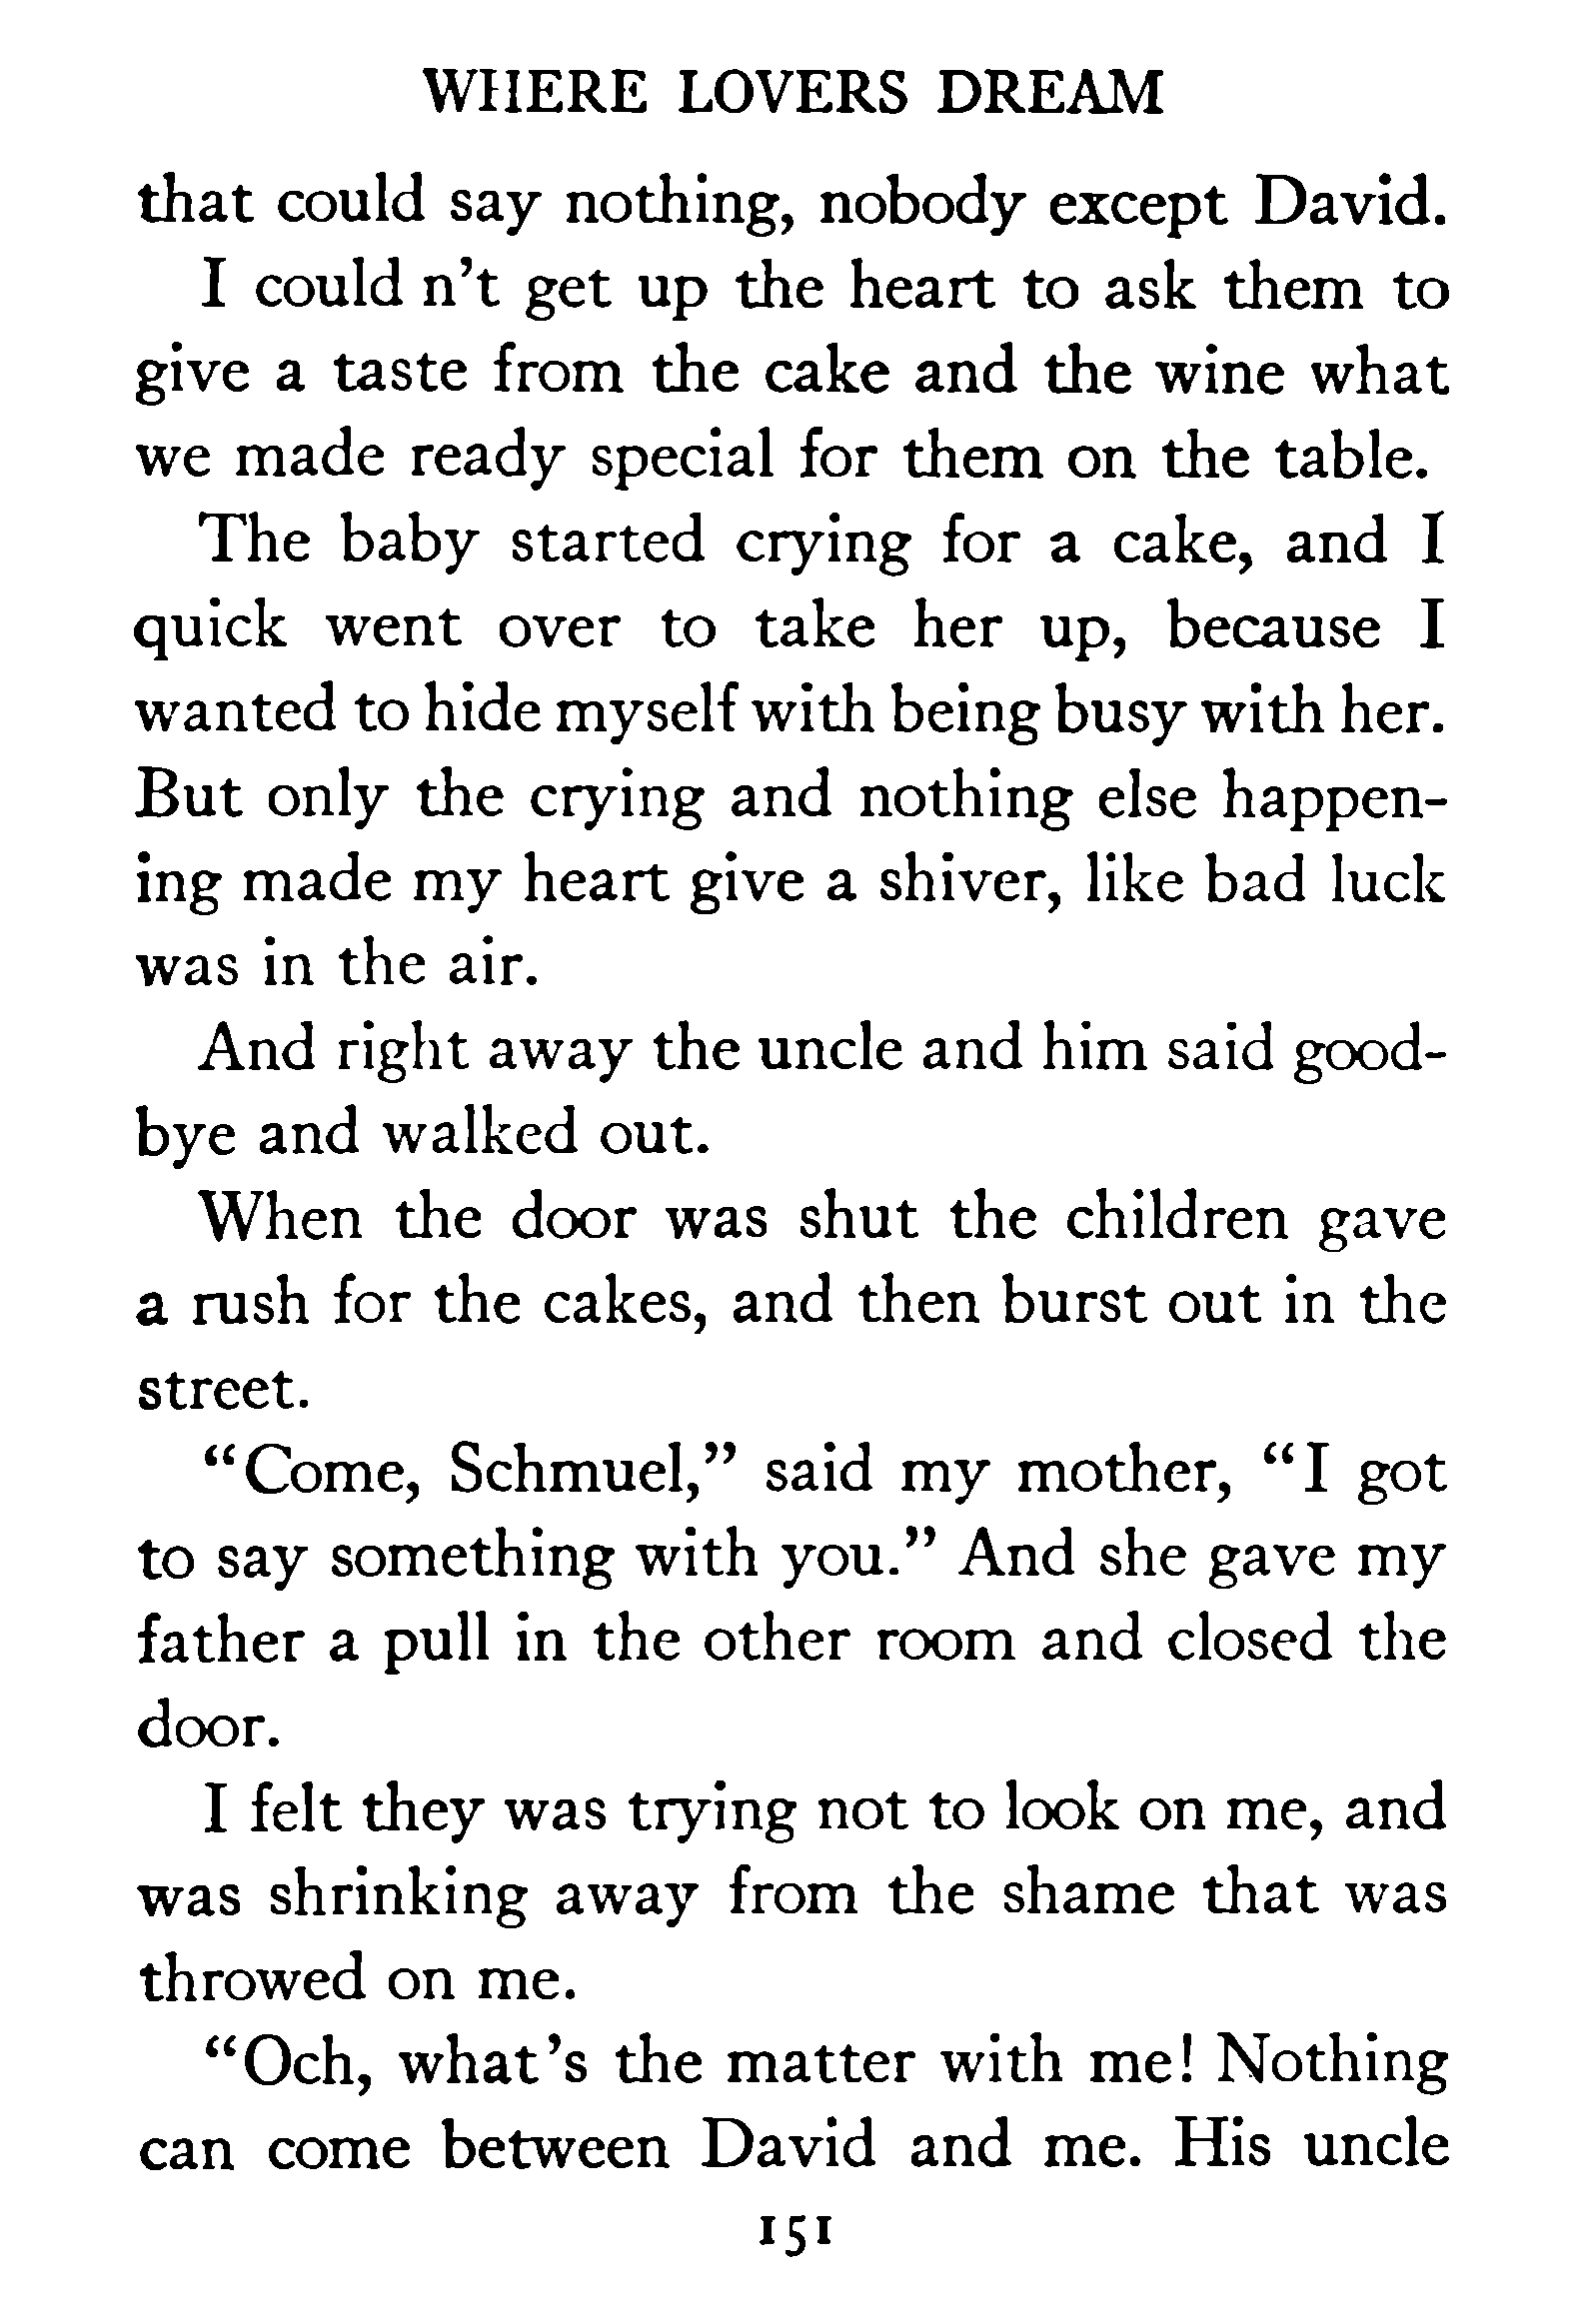 WHERE LOVERS DREAM
that could say nothing, nobody except David.
I could n't get up the heart to ask them to
give a taste from the cake and the wine what
we made ready special for them on the table.
The baby started crying for a cake, and I
quick went over to take her up, because I
wanted to hide myself with being busy with her.
But only the crying and nothing else happen-
ing made my heart give a shiver, like bad luck
was in the air.
And right away the uncle and him said good-
bye and walked out.
When the door was shut the children gave
a rush for the cakes, and then burst out in the
street.
"Come, Schmuel," said my mother, "I got
to say something with you." And she gave my
father a pull in the other room and closed the
door.
I felt they was trying not to look on me, and
was shrinking away from the shame that was
throwed on me.
"Och, what's the matter with me! Nothing
can come between David and me. His uncle
151